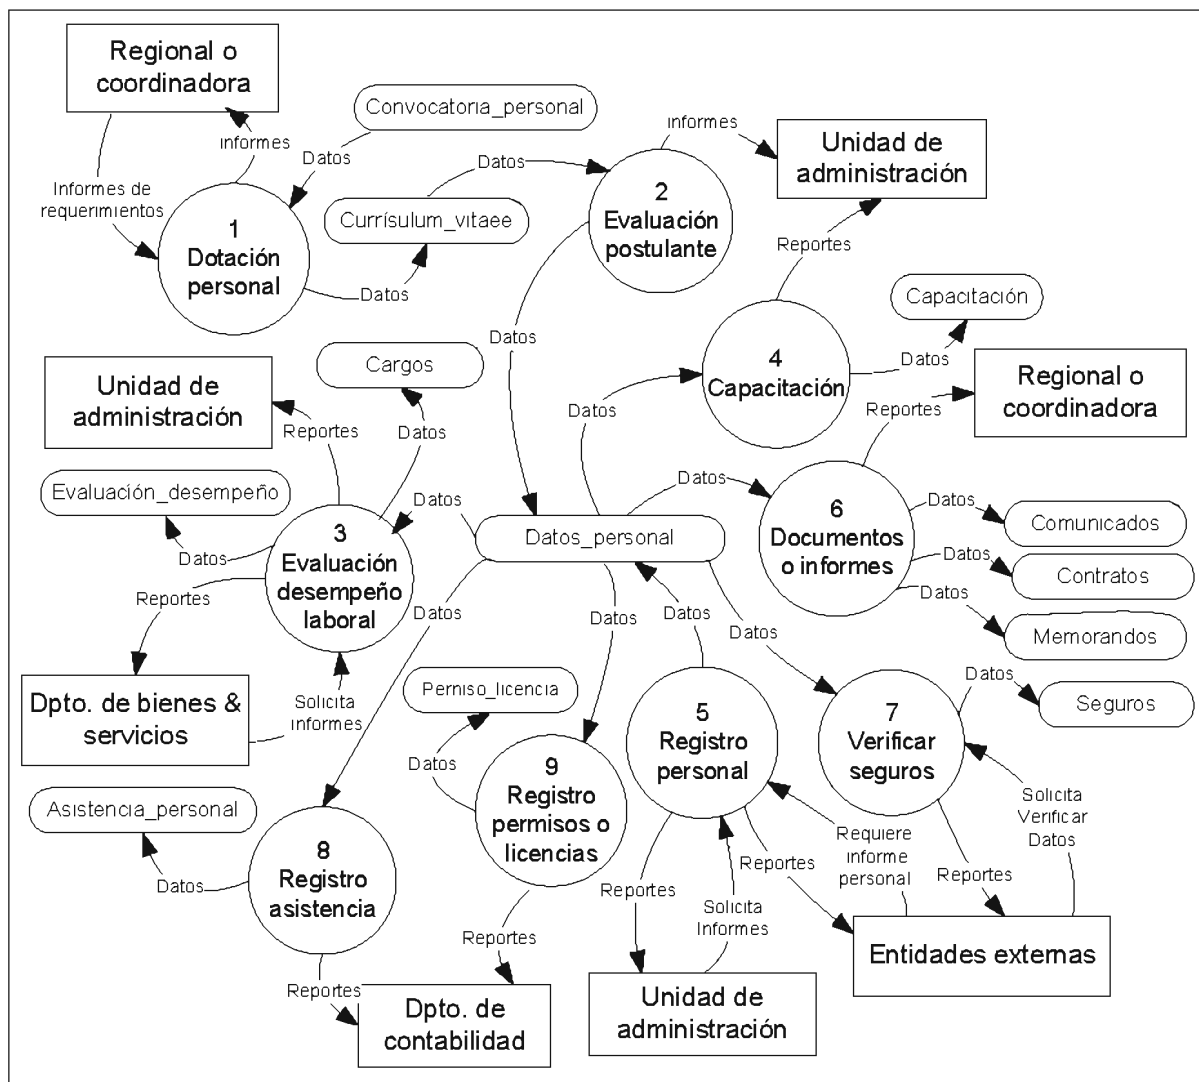 Regional o
coordinadora
Convocatoria_personal
Informes
Datos
Informes de
requerimientos
1
Dotación
personal
Currísulum_vitaee
Datos
Datos
2
Evaluación
postulante
Informes
Unidad de
administración
Reportes
Datos
4
Capacitación
Capacitación
Datos
Regional o
coordinadora
Reportes
Cargos
Unidad de
administración
Reportes
Datos
Evaluación_desempeño
Datos
3
Evaluación
desempeño
laboral
Datos
Datos
Datos_personal
Datos
6
Documentos
o informes
Datos
Comunicados
Datos
Contratos
Datos
Memorandos
Reportes
Dpto. de bienes &
servicios
Solicita
informes
Datos
Datos
Datos
Datos
Perniso_licencia
Datos
9
Registro
permisos o
licencias
5
Registro
personal
7
Verificar
seguros
Datos
Seguros
Asistencia_personal
Datos
8
Registro
asistencia
Reportes
Reportes
Dpto. de
contabilidad
Reportes
Solicita
Informes
Unidad de
administración
Reportes
Requiere
informe
personal
Reportes
Solicita
Verificar
Datos
Entidades externas